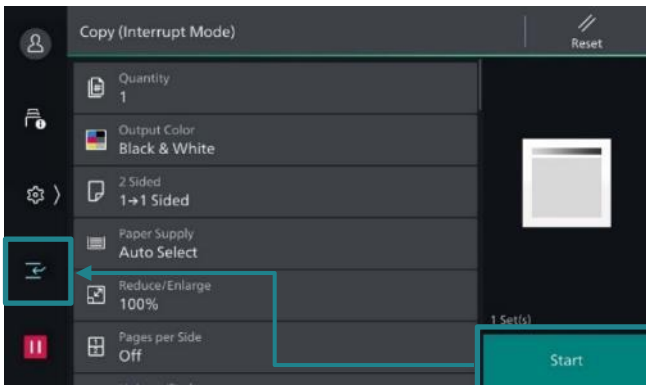 Copy (Interrupt Mode)
Reset
Quantity
1
Output Color
Black & White
2 Sided
1→1 Sided
Paper Supply
Auto Select
Reduce/Enlarge
100%
Pages per Side
Off
1 Set(s)
Start